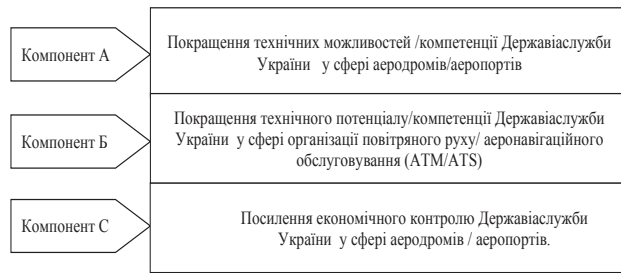 Компонент А
Покращення технічних можливостей /компетенції Державіаслужби
України у сфері аеродромів/аеропортів
Компонент Б
Покращення технічного потенціалу/компетенції Державіаслужби
України у сфері організації повітряного руху/ аеронавігаційного
обслуговування (ATM/ATS)
Компонент С
Посилення економічного контролю Державіаслужби
України у сфері аеродромів / аеропортів.